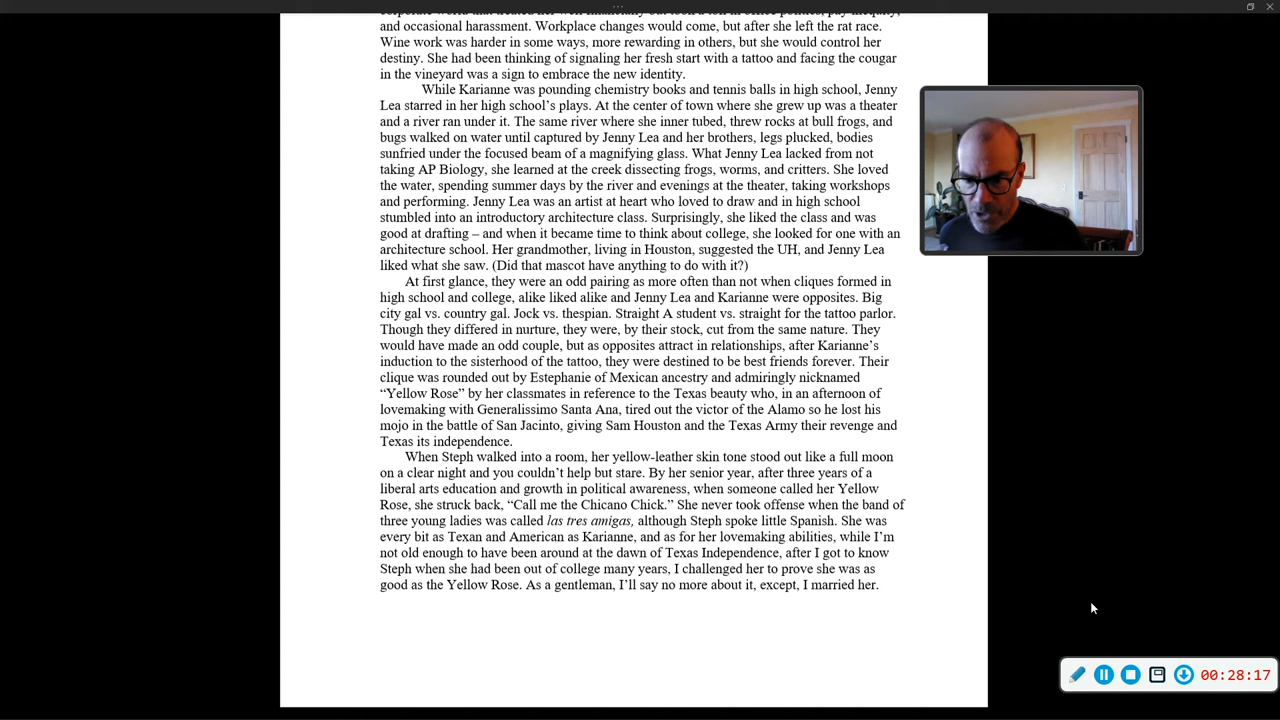 corporate world that treated her well financially but took a toll in office politics, pay inequity,
and occasional harassment. Workplace changes would come, but after she left the rat race.
Wine work was harder in some ways, more rewarding in others, but she would control her
destiny. She had been thinking of signaling her fresh start with a tattoo and facing the cougar
in the vineyard was a sign to embrace the new identity.
While Karianne was pounding chemistry books and tennis balls in high school, Jenny
Lea starred in her high school’s plays. At the center of town where she grew up was a theater
and a river ran under it. The same river where she inner tubed, threw rocks at bull frogs, and
bugs walked on water until captured by Jenny Lea and her brothers, legs plucked, bodies
sunfried under the focused beam of a magnifying glass. What Jenny Lea lacked from not
taking AP Biology, she learned at the creek dissecting frogs, worms, and critters. She loved
the water, spending summer days by the river and evenings at the theater, taking workshops
and performing. Jenny Lea was an artist at heart who loved to draw and in high school
stumbled into an introductory architecture class. Surprisingly, she liked the class and was
good at drafting – and when it became time to think about college, she looked for one with an
architecture school. Her grandmother, living in Houston, suggested the UH, and Jenny Lea
liked what she saw. (Did that mascot have anything to do with it?)
At first glance, they were an odd pairing as more often than not when cliques formed in
high school and college, alike liked alike and Jenny Lea and Karianne were opposites. Big
city gal vs. country gal. Jock vs. thespian. Straight A student vs. straight for the tattoo parlor.
Though they differed in nurture, they were, by their stock, cut from the same nature. They
would have made an odd couple, but as opposites attract in relationships, after Karianne’s
induction to the sisterhood of the tattoo, they were destined to be best friends forever. Their
clique was rounded out by Estephanie of Mexican ancestry and admiringly nicknamed
“Yellow Rose” by her classmates in reference to the Texas beauty who, in an afternoon of
lovemaking with Generalissimo Santa Ana, tired out the victor of the Alamo so he lost his
mojo in the battle of San Jacinto, giving Sam Houston and the Texas Army their revenge and
Texas its independence.
When Steph walked into a room, her yellow-leather skin tone stood out like a full moon
on a clear night and you couldn’t help but stare. By her senior year, after three years of a
liberal arts education and growth in political awareness, when someone called her Yellow
Rose, she struck back, “Call me the Chicano Chick.” She never took offense when the band of
three young ladies was called las tres amigas, although Steph spoke little Spanish. She was
every bit as Texan and American as Karianne, and as for her lovemaking abilities, while I’m
not old enough to have been around at the dawn of Texas Independence, after I got to know
Steph when she had been out of college many years, I challenged her to prove she was as
good as the Yellow Rose. As a gentleman, I’ll say no more about it, except, I married her.
00:28:17